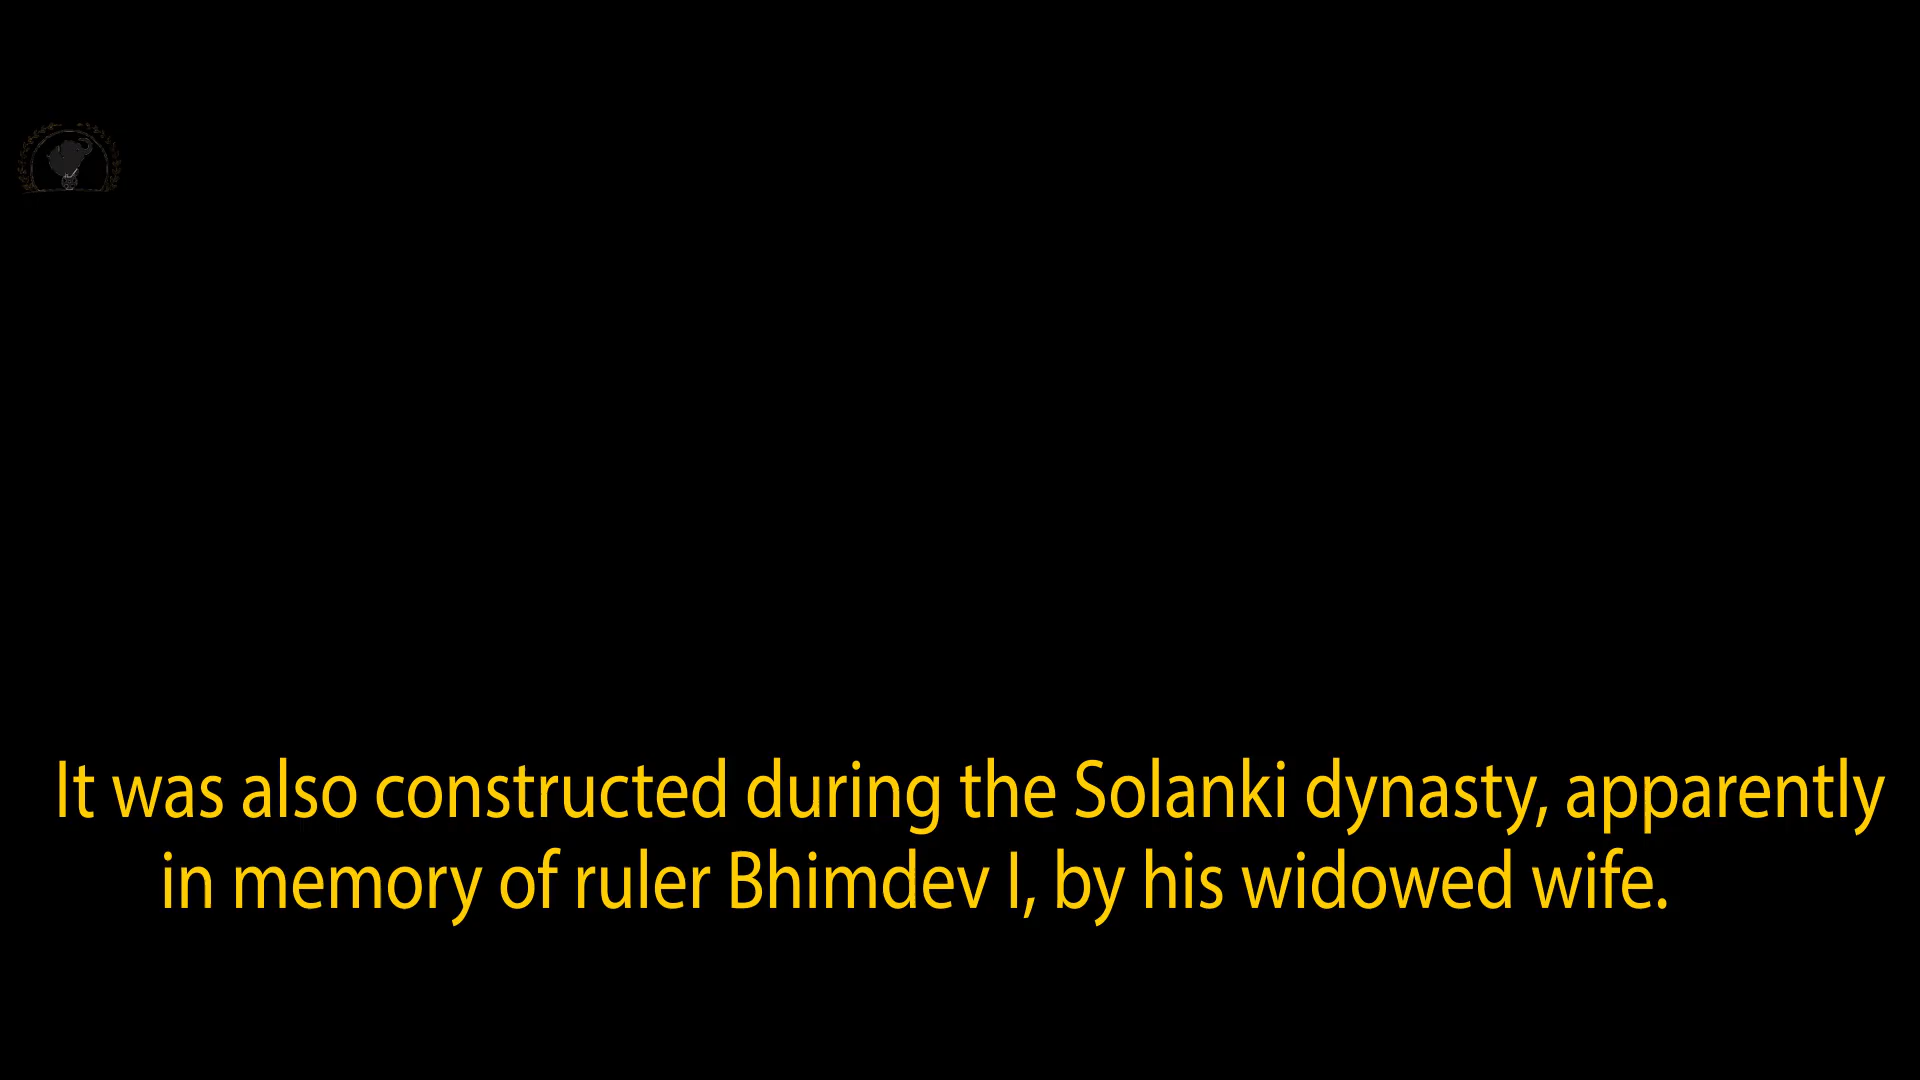 It was also constructed during the Solanki dynasty, apparently
in memory of ruler Bhimdev I, by his widowed wife.